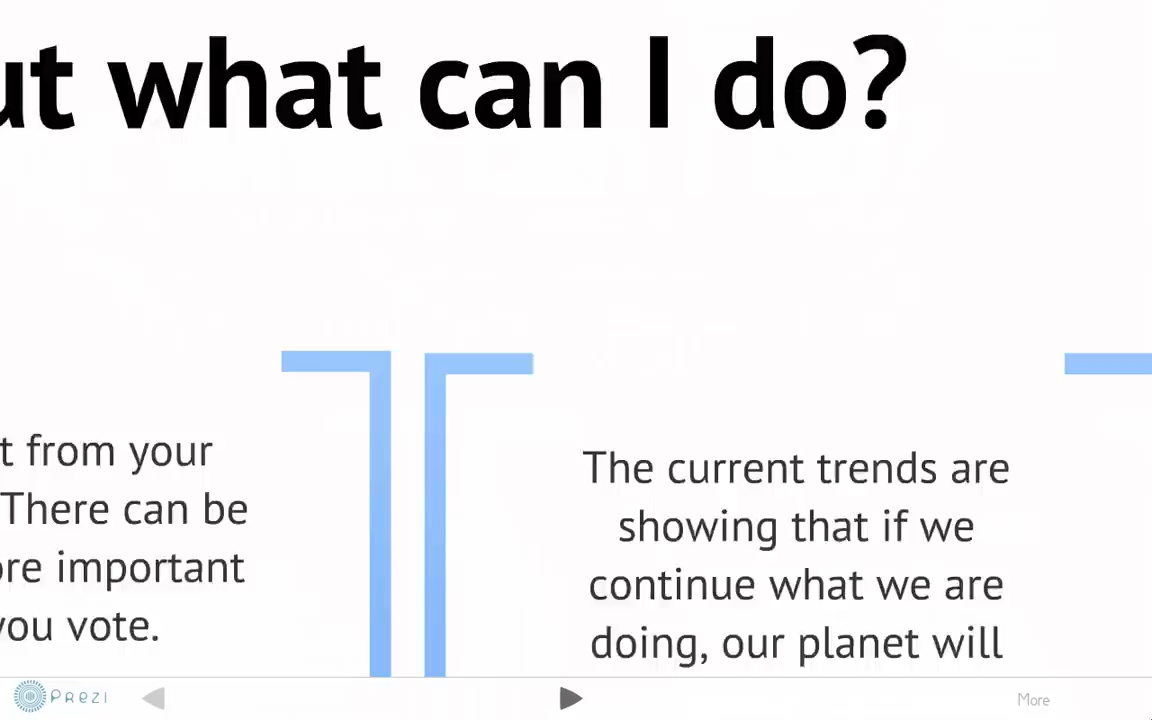 ut what can I do?
t from your
There can be
ore important
you vote.
The current trends are
showing that if we
continue what we are
doing, our planet will
Prezi
More